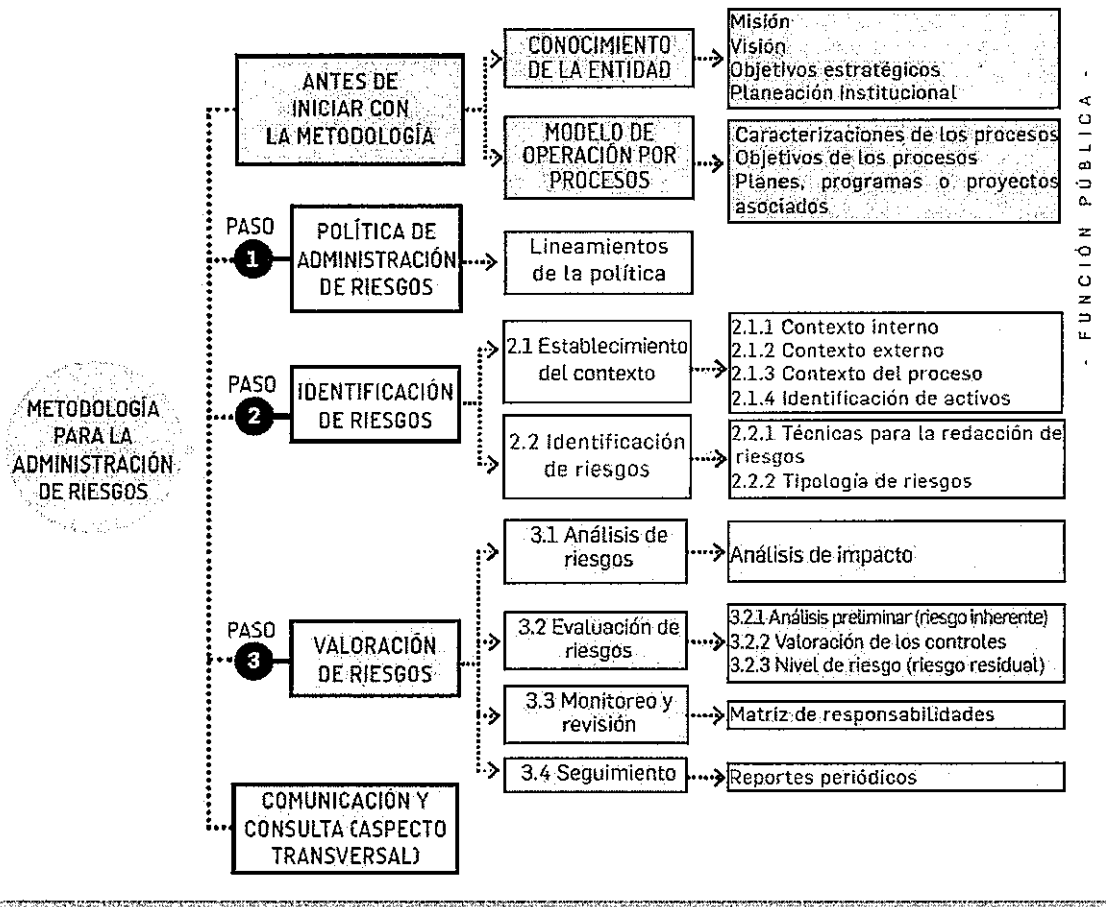 METODOLOGÍA
PARA LA
ADMINISTRACIÓN
DE RIESGOS
ANTES DE
INICIAR CON
LA METODOLOGÍA
CONOCIMIENTO
DE LA ENTIDAD
Misión
Visión
Objetivos estratégicos
Planeación Institucional
MODELO DE
OPERACIÓN POR
PROCESOS
Caracterizaciones de los procesos
Objetivos de los procesos
Planes, programas o proyectos
asociados
PASO
1
POLÍTICA DE
ADMINISTRACIÓN
DE RIESGOS
Lineamientos
de la política
PASO
2
IDENTIFICACIÓN
DE RIESGOS
2.1 Establecimiento
del contexto
2.1.1 Contexto interno
2.1.2 Contexto externo
2.1.3 Contexto del proceso
2.1.4 Identificación de activos
2.2 Identificación
de riesgos
2.2.1 Técnicas para la redacción de
riesgos
2.2.2 Tipología de riesgos
PASO
3
VALORACIÓN
DE RIESGOS
3.1 Análisis de
riesgos
Análisis de impacto
3.2 Evaluación de
riesgos
3.2.1 Análisis preliminar (riesgo inherente)
3.2.2 Valoración de los controles
3.2.3 Nivel de riesgo (riesgo residual)
3.3 Monitoreo y
revisión
Matríz de responsabilidades
3.4 Seguimiento
Reportes periódicos
COMUNICACIÓN Y
CONSULTA (ASPECTO
TRANSVERSAL)
- FUNCIÓN PÚBLICA -